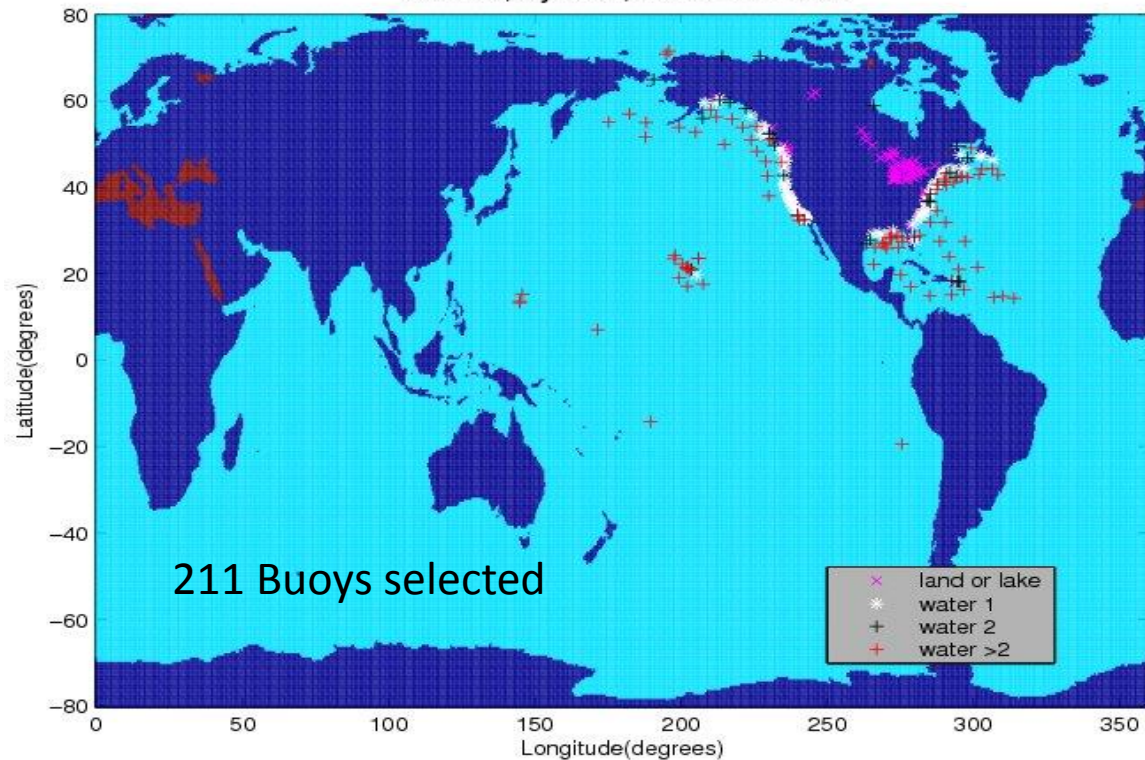 80
60
40
20
0
−20
−40
−60
−80
Latitude(degrees)
211 Buoys selected
land or lake
water 1
water 2
water >2
0 50 100 150 200 250 300 350
Longitude(degrees)